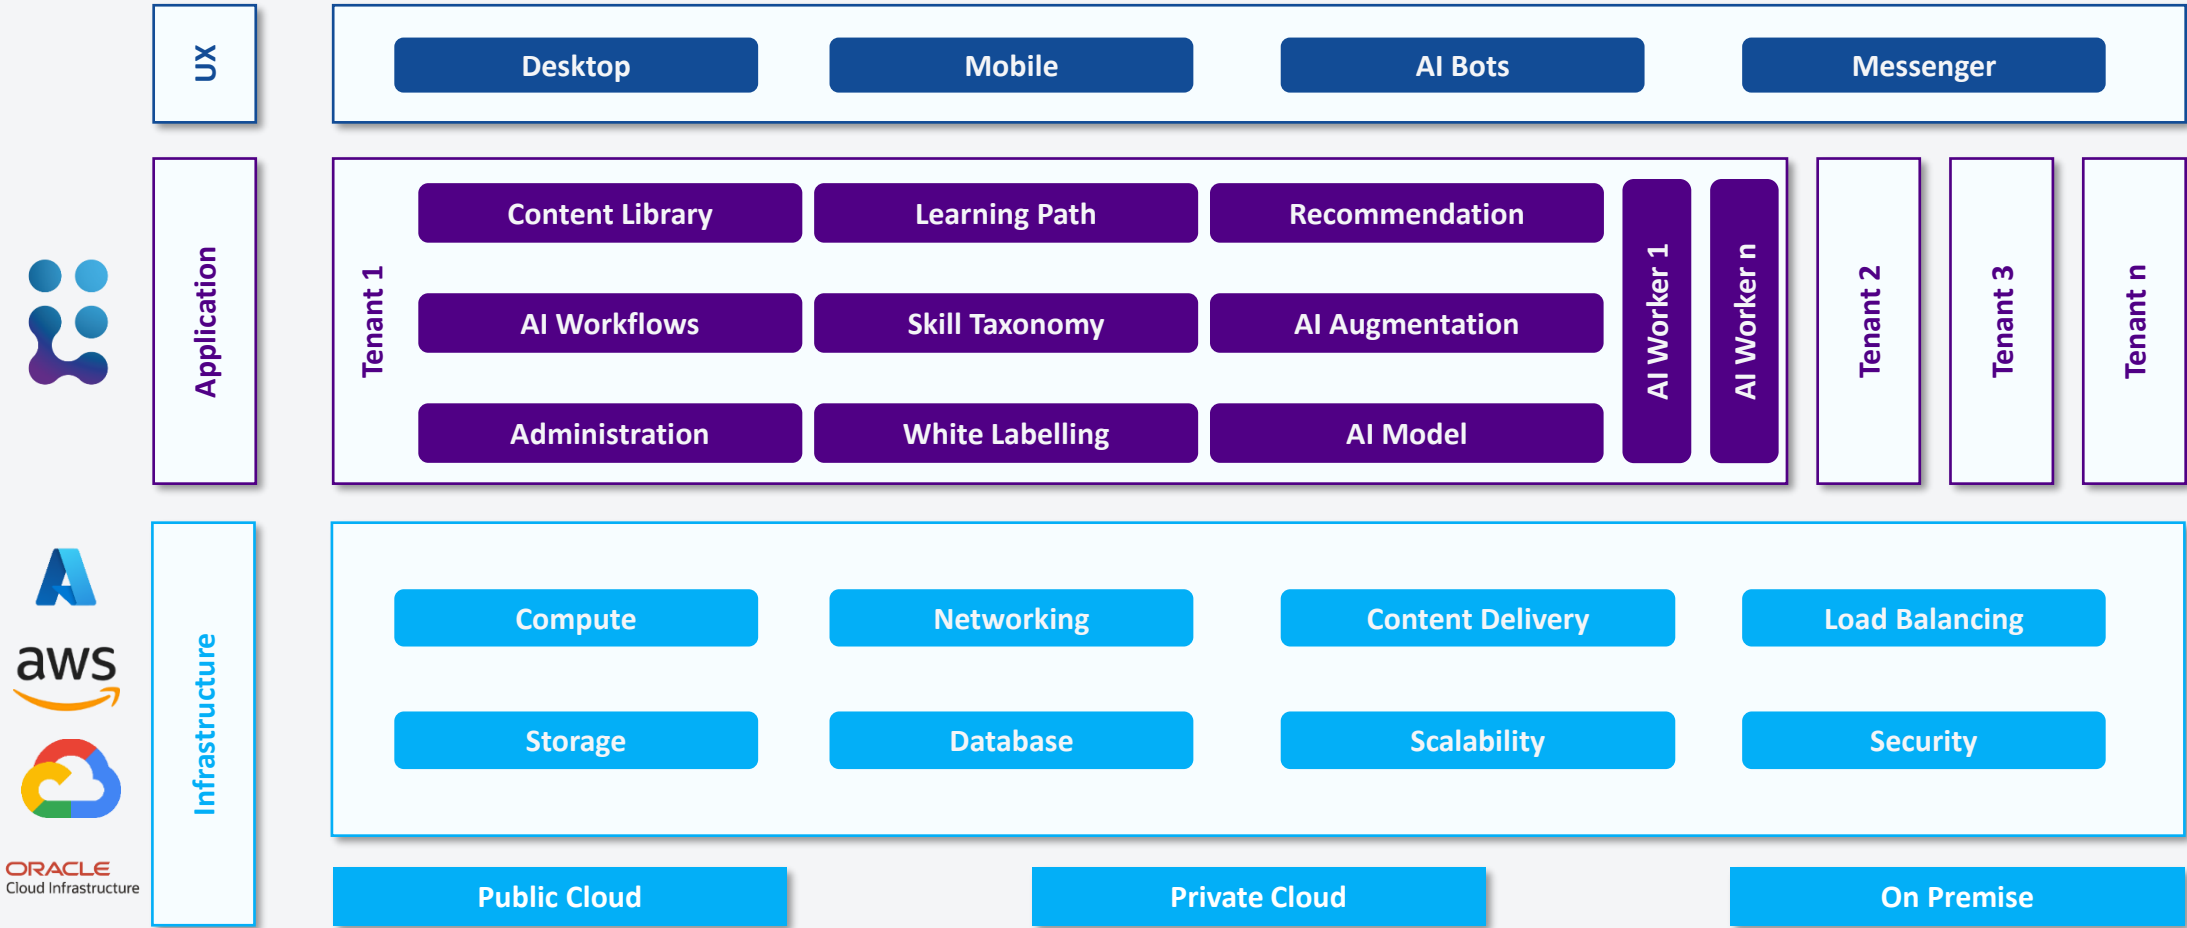 UX
Desktop
Mobile
AI Bots
Messenger
Application
Tenant 1
Content Library
Learning Path
Recommendation
AI Workflows
Skill Taxonomy
AI Augmentation
Administration
White Labelling
AI Model
AI Worker 1
AI Worker n
Tenant 2
Tenant 3
Tenant n
aws
ORACLE
Cloud Infrastructure
Infrastructure
Compute
Networking
Content Delivery
Load Balancing
Storage
Database
Scalability
Security
Public Cloud
Private Cloud
On Premise